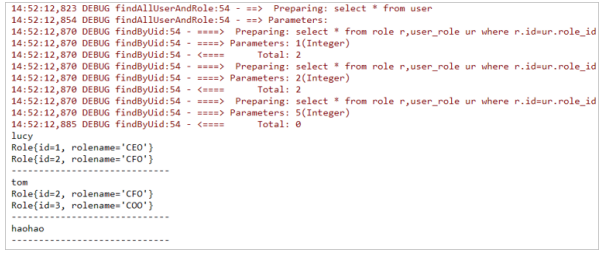 14:52:12,823 DEBUG findAllUserAndRole:54 - ==>  Preparing: select * from user
14:52:12,854 DEBUG findAllUserAndRole:54 - ==> Parameters:
14:52:12,870 DEBUG findByUid:54 - ====>  Preparing: select * from role r,user_role ur where r.id=ur.role_id
14:52:12,870 DEBUG findByUid:54 - ====> Parameters: 1(Integer)
14:52:12,870 DEBUG findByUid:54 - <====      Total: 2
14:52:12,870 DEBUG findByUid:54 - ====>  Preparing: select * from role r,user_role ur where r.id=ur.role_id
14:52:12,870 DEBUG findByUid:54 - ====> Parameters: 2(Integer)
14:52:12,870 DEBUG findByUid:54 - <====      Total: 2
14:52:12,870 DEBUG findByUid:54 - ====>  Preparing: select * from role r,user_role ur where r.id=ur.role_id
14:52:12,870 DEBUG findByUid:54 - ====> Parameters: 5(Integer)
14:52:12,885 DEBUG findByUid:54 - <====      Total: 0
lucy
Role{id=1, rolename='CEO'}
Role{id=2, rolename='CFO'}
-----------------------------
tom
Role{id=2, rolename='CFO'}
Role{id=3, rolename='COO'}
-----------------------------
haohao
-----------------------------